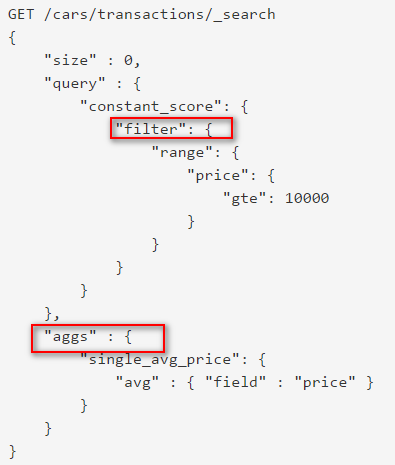 GET /cars/transactions/_search
{
    "size" : 0,
    "query" : {
        "constant_score": {
            "filter": {
                "range": {
                    "price": {
                        "gte": 10000
                    }
                }
            }
        }
    },
    "aggs" : {
        "single_avg_price": {
            "avg" : { "field" : "price" }
        }
    }
}